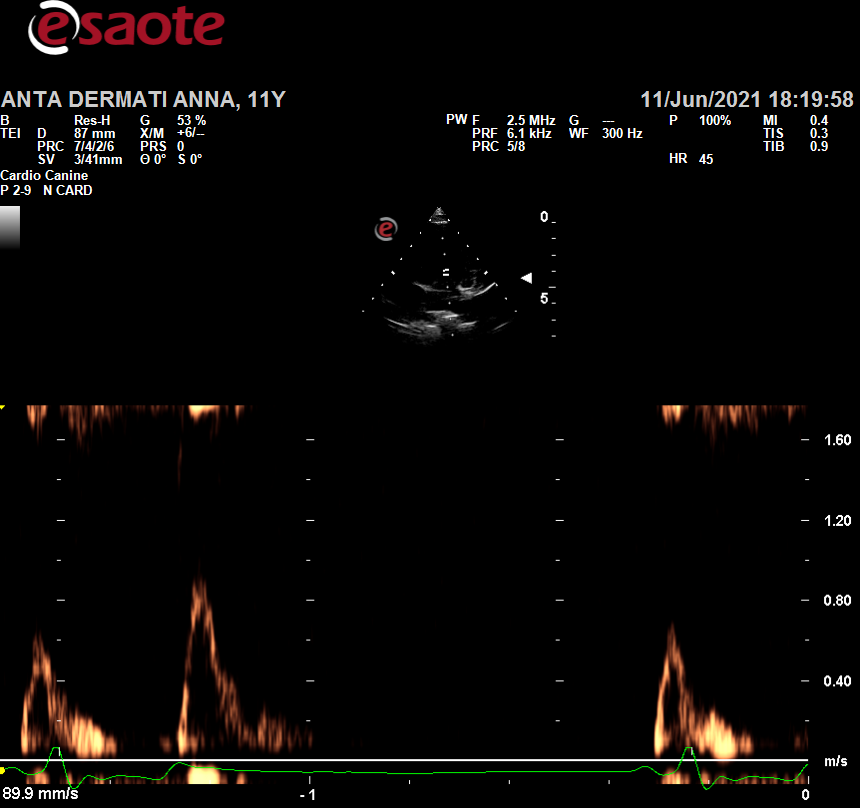 esaote
ANTA DERMATI ANNA, 11Y 11/Jun/2021 18:19:58
B Res-H G 53 % PW F 2.5 MHz G --- P 100% MI 0.4
TEI D 87 mm X/M +6/-- PRF 6.1 kHz WF 300 Hz TIS 0.3
PRC 7/4/2/6 PRS 0 PRC 5/8 TIB 0.9
SV 3/41mm Θ 0° S 0° HR 45
Cardio Canine
P 2-9 N CARD
e
0
5
1.60
1.20
0.80
0.40
m/s
89.9 mm/s -1 0